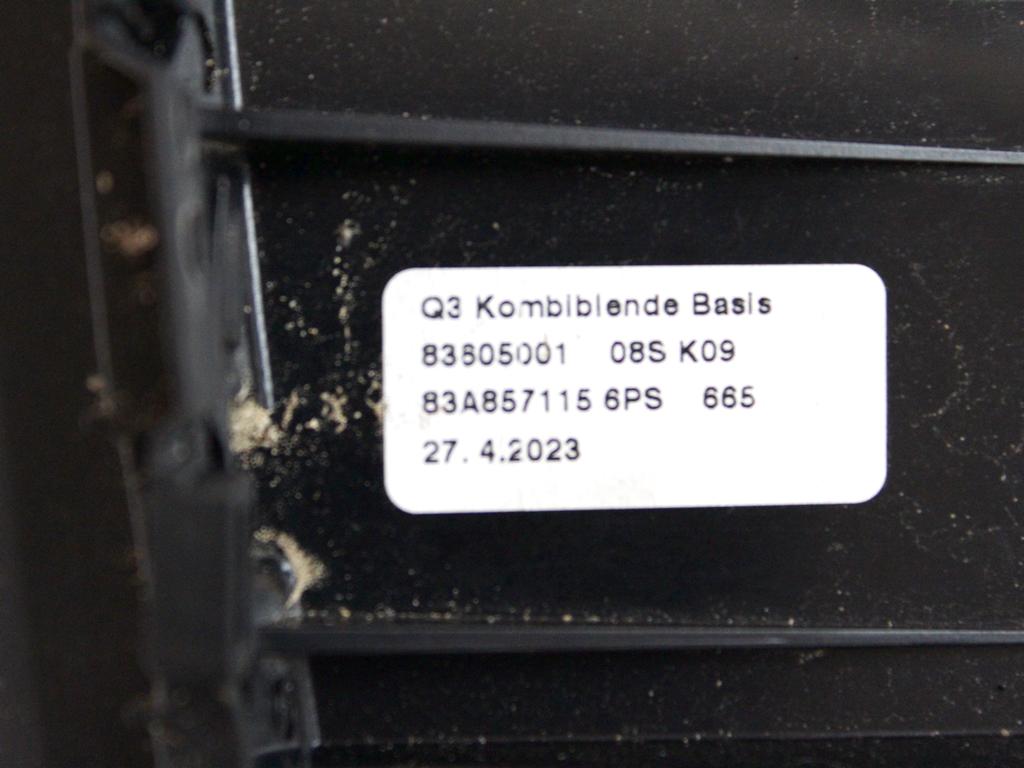 Q3 Kombiblende Basis
83605001 08S K09
83A857115 6PS 665
27. 4.2023